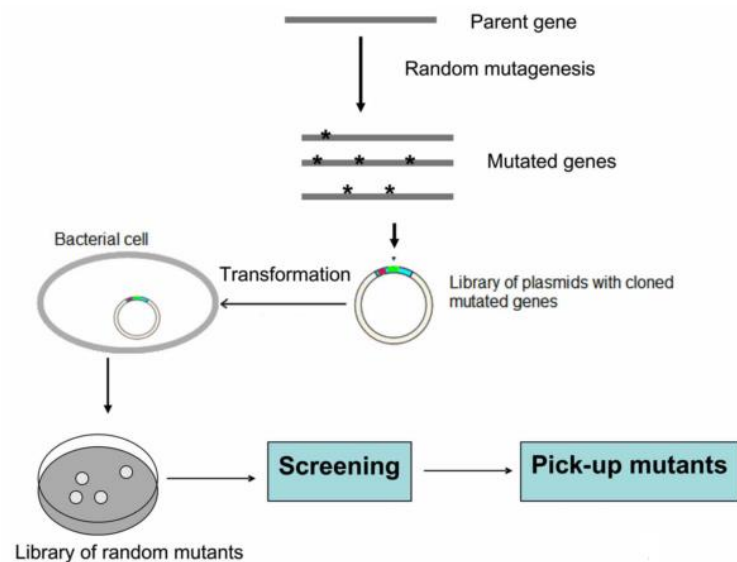 Parent gene
Random mutagenesis
Mutated genes
Bacterial cell
Transformation
Library of plasmids with cloned
mutated genes
Screening
Pick-up mutants
Library of random mutants